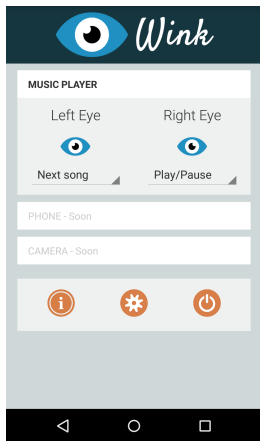 Wink
MUSIC PLAYER
Left Eye Right Eye
Next song Play/Pause
PHONE - Soon
CAMERA - Soon
i